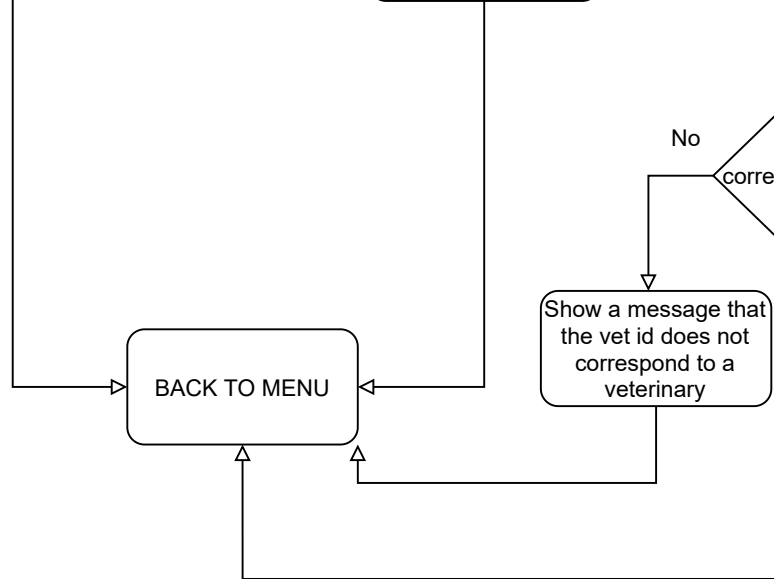 No
corre
Show a message that
the vet id does not
correspond to a
veterinary
BACK TO MENU